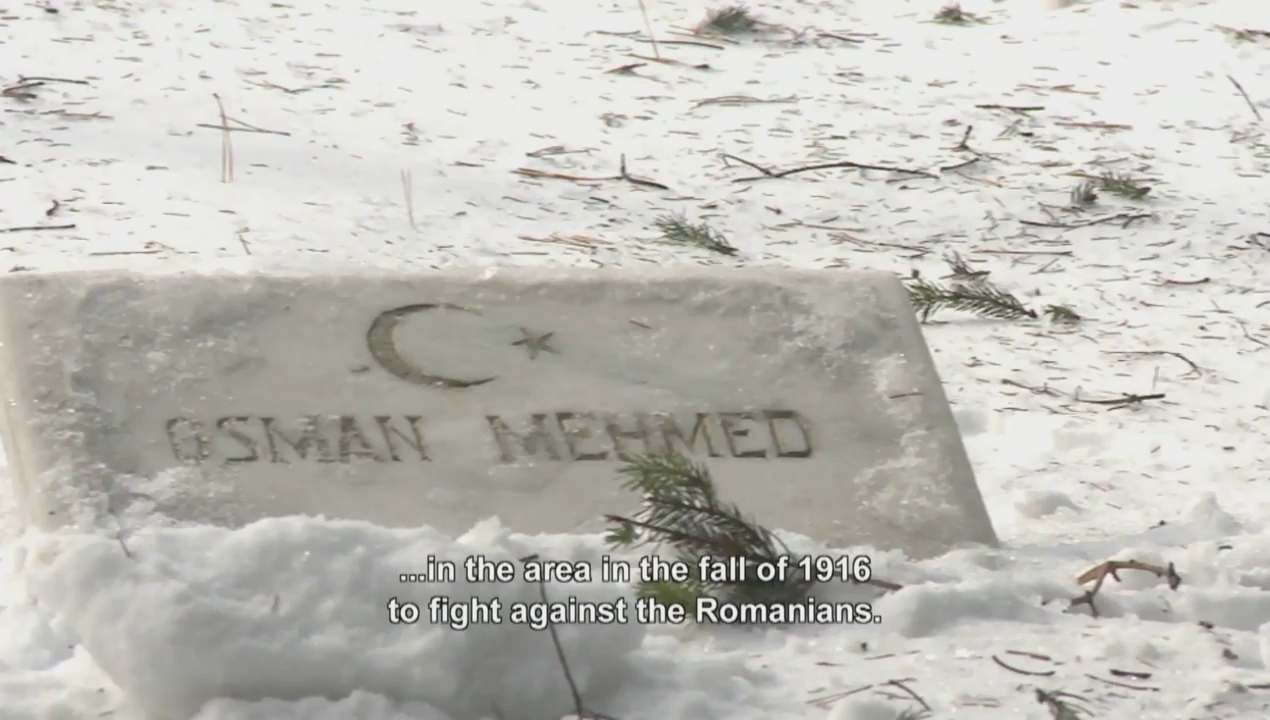 OSMAN MEHMED
...in the area in the fall of 1916
to fight against the Romanians.